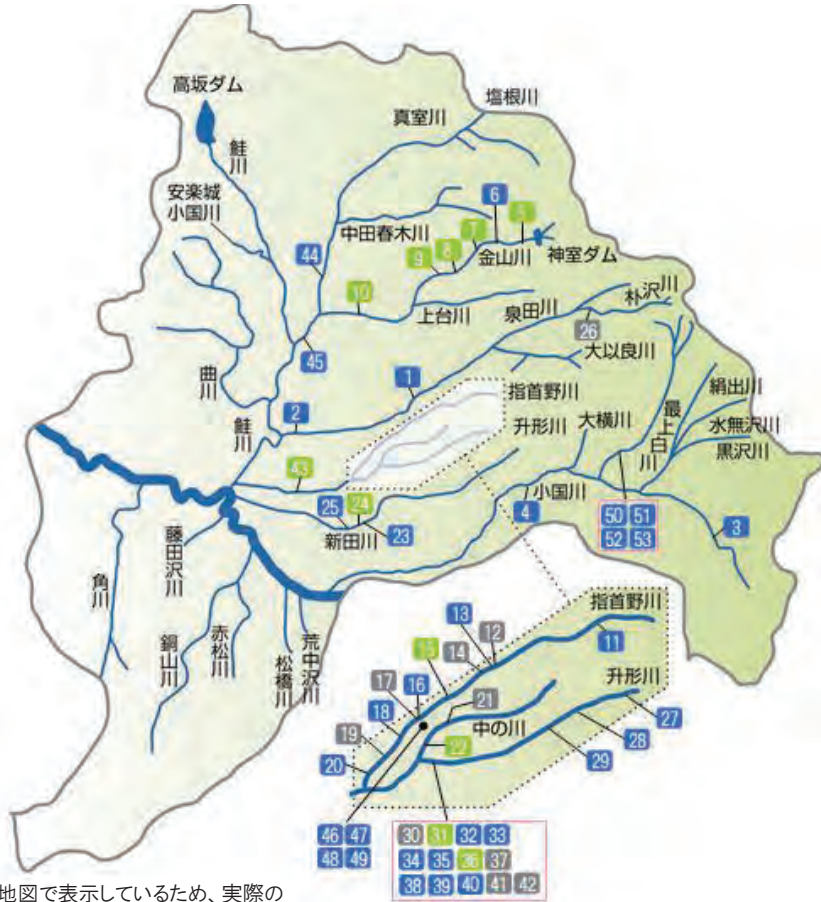 高坂ダム
鮭川
安楽城
小国川
真室川
塩根川
中田春木川
6
5
7
8
9
金山川
神室ダム
44
10
上台川
泉田川
朴沢川
26
大以良川
45
1
曲川
2
鮭川
指首野川
升形川
大横川
最上白川
絹出川
水無沢川
黒沢川
43
25
24
新田川
23
小国川
4
50 51
52 53
3
角川
藤田沢川
銅山川
赤松川
松橋川
荒中沢川
指首野川
13
12
14
15
11
17
16
18
21
升形川
27
中の川
28
19
22
29
20
46 47
48 49
30 31 32 33
34 35 36 37
38 39 40 41 42
地図で表示しているため、実際の